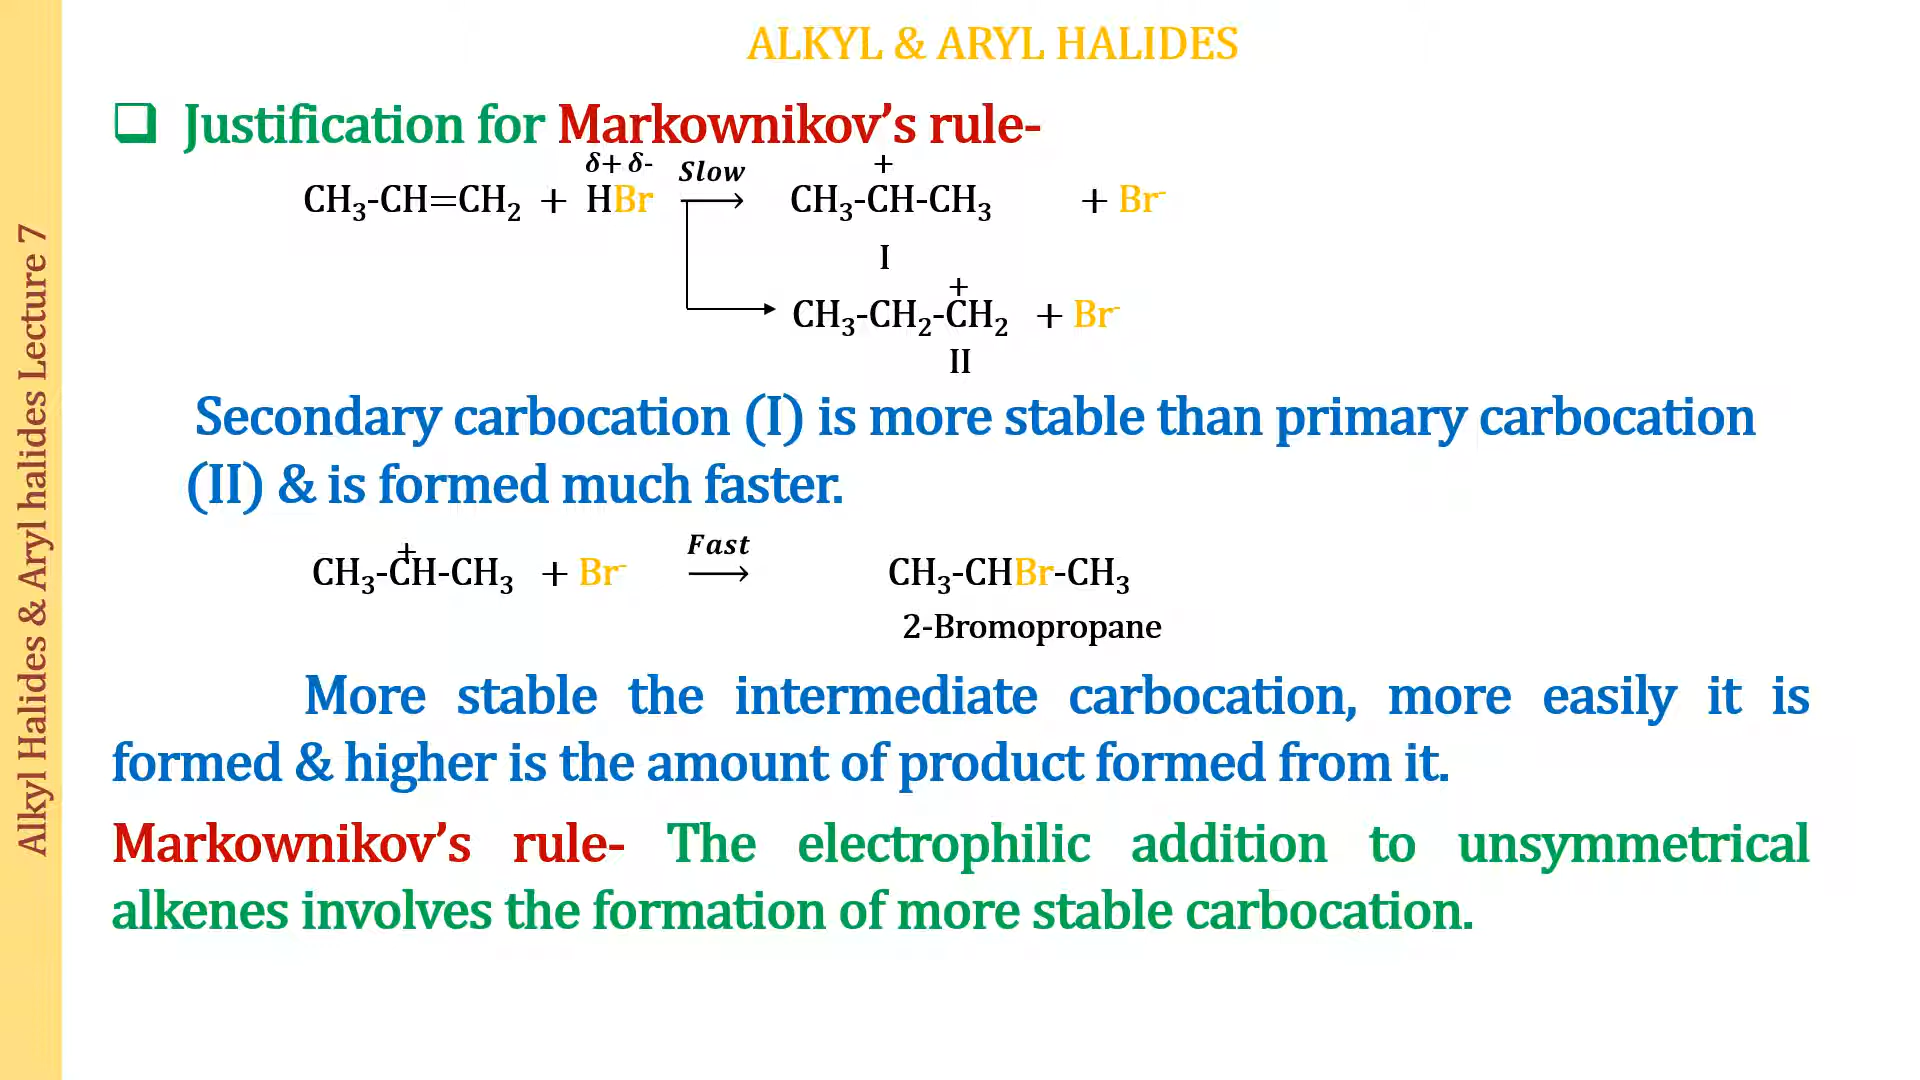 ALKYL & ARYL HALIDES
Alkyl Halides & Aryl halides Lecture 7
❑ Justification for Markownikov’s rule-
δ+ δ- Slow +
CH₃-CH=CH₂ + HBr ⟶ CH₃-CH-CH₃ + Br⁻
I
+
CH₃-CH₂-CH₂ + Br⁻
II
Secondary carbocation (I) is more stable than primary carbocation
(II) & is formed much faster.
+ Fast
CH₃-CH-CH₃ + Br⁻ ⟶ CH₃-CHBr-CH₃
2-Bromopropane
More stable the intermediate carbocation, more easily it is
formed & higher is the amount of product formed from it.
Markownikov’s rule- The electrophilic addition to unsymmetrical
alkenes involves the formation of more stable carbocation.